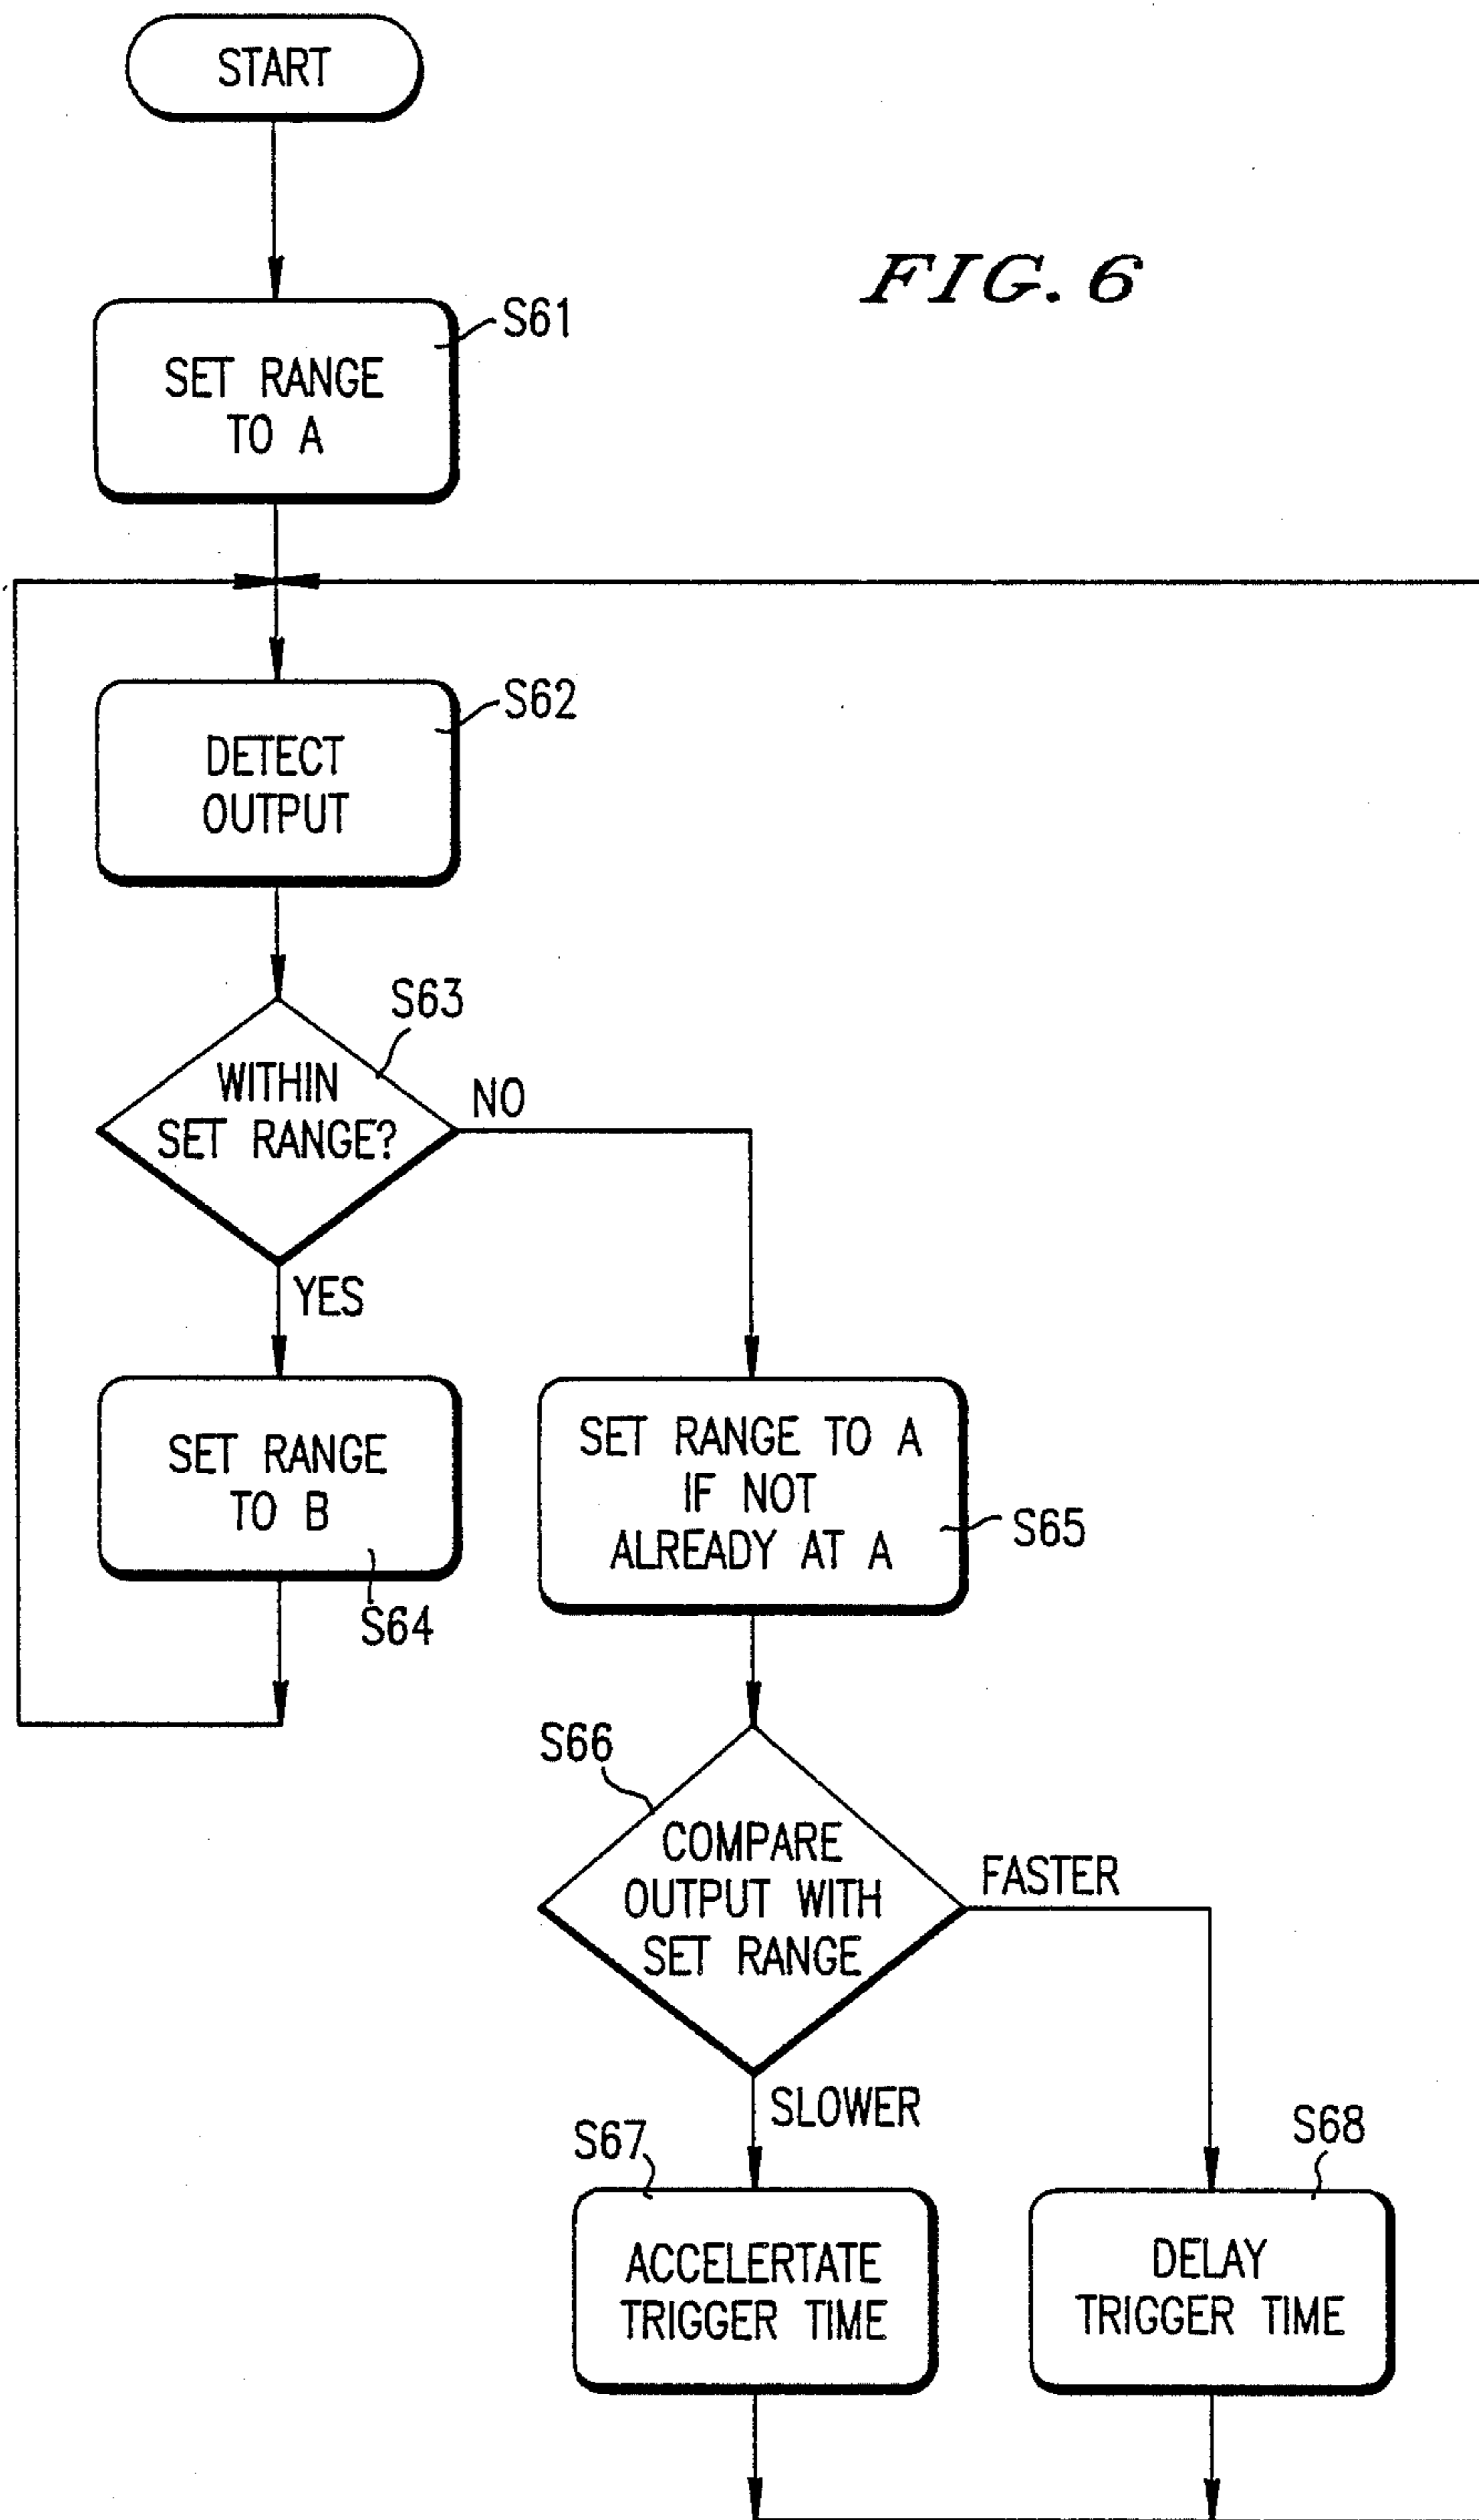 START
FIG. 6
S61
SET RANGE
TO A
S62
DETECT
OUTPUT
S63
WITHIN
SET RANGE?
NO
YES
SET RANGE
TO B
S64
SET RANGE TO A
IF NOT
ALREADY AT A
S65
S66
COMPARE
OUTPUT WITH
SET RANGE
FASTER
SLOWER
S67
ACCELERTATE
TRIGGER TIME
S68
DELAY
TRIGGER TIME